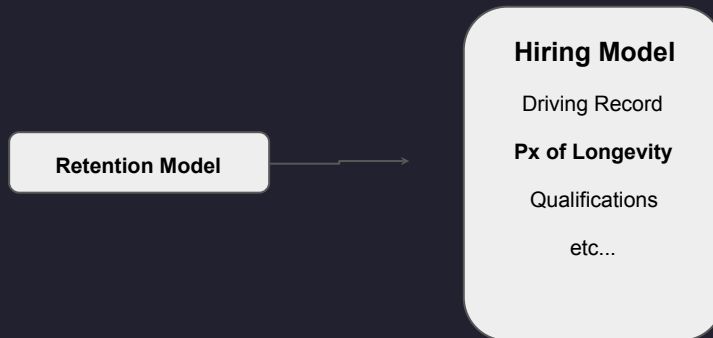 Retention Model
Hiring Model
Driving Record
Px of Longevity
Qualifications
etc...